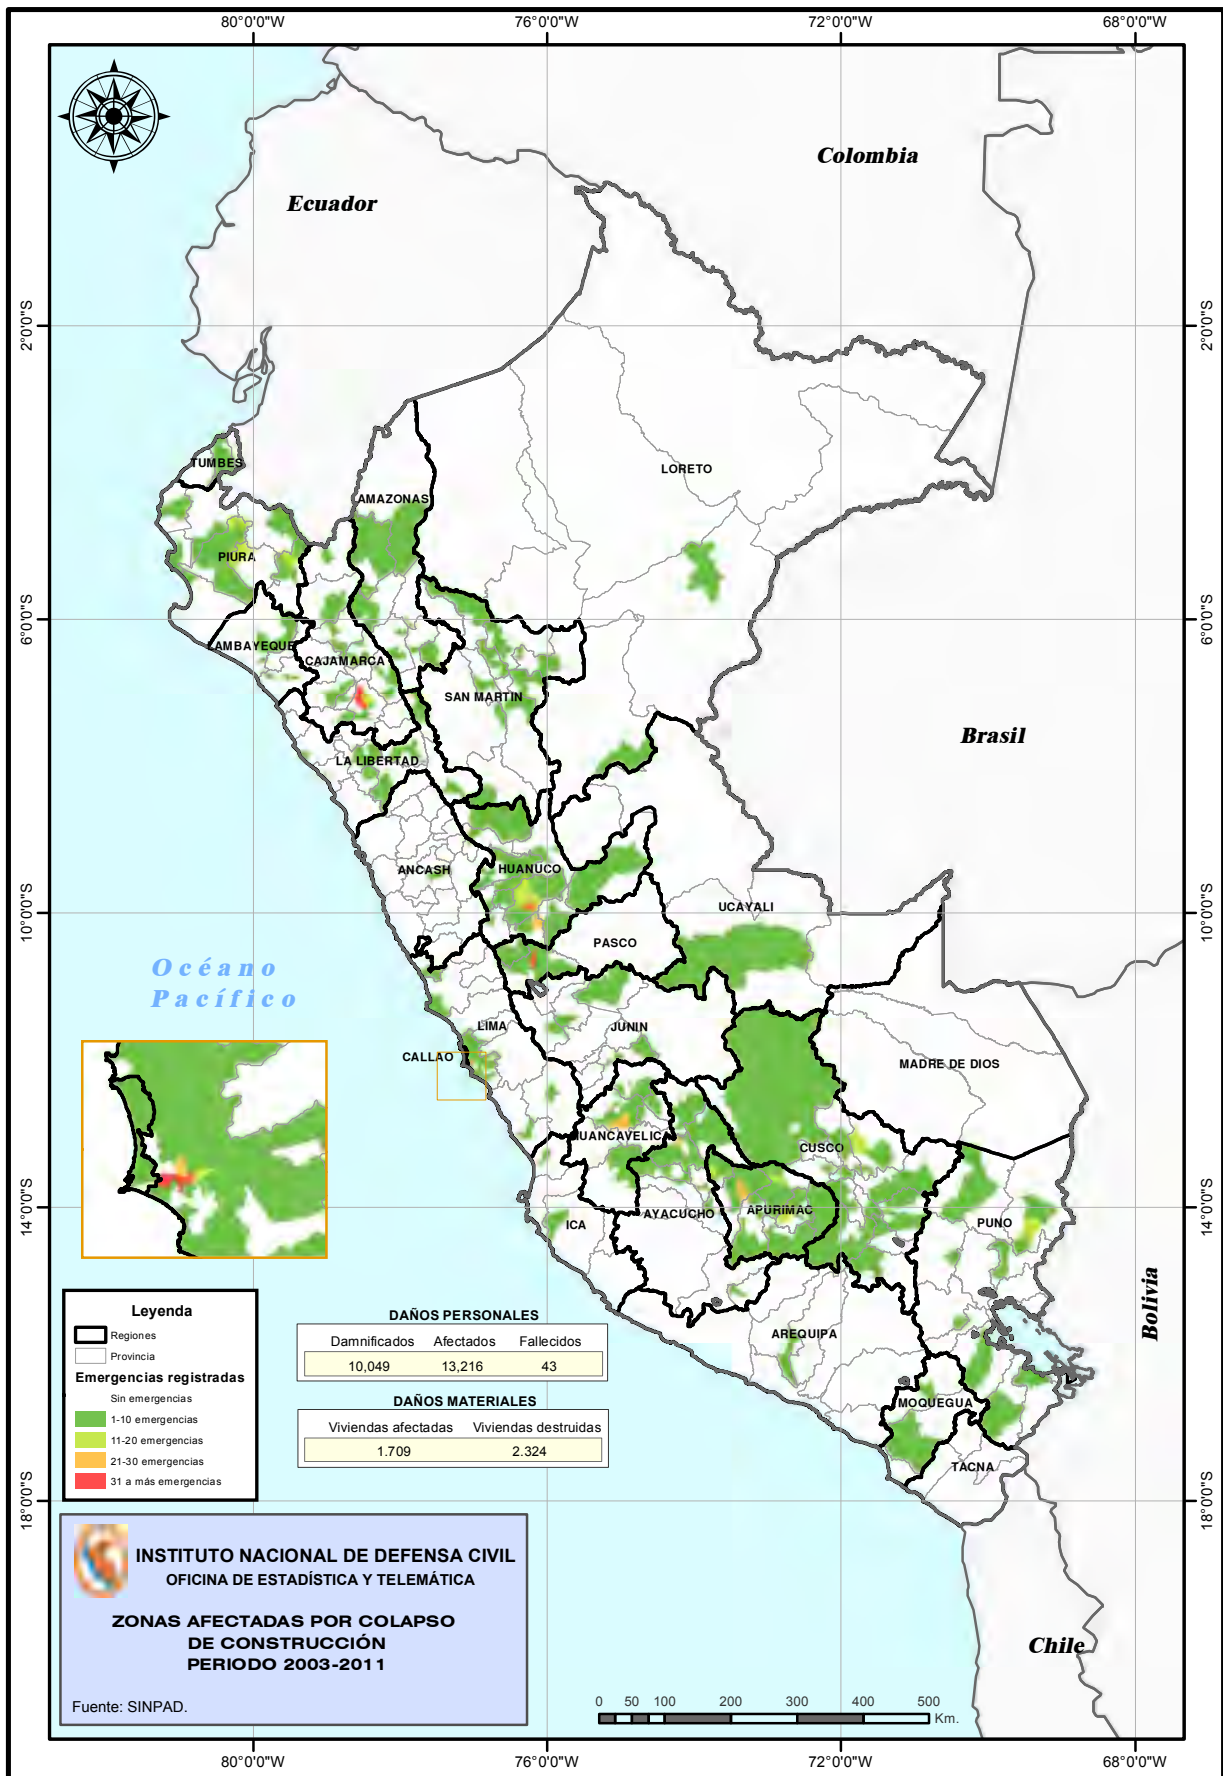 80°0'0"W 76°0'0"W 72°0'0"W 68°0'0"W
Colombia
Ecuador
2°0'0"S 2°0'0"S
TUMBES
LORETO
AMAZONAS
PIURA
6°0'0"S 6°0'0"S
LAMBAYEQUE
CAJAMARCA
SAN MARTIN
Brasil
LA LIBERTAD
ANCASH
HUANUCO
UCAYALI
10°0'0"S 10°0'0"S
PASCO
Océano
Pacífico
LIMA
JUNIN
CALLAO
MADRE DE DIOS
HUANCAVELICA
CUSCO
14°0'0"S 14°0'0"S
ICA
AYACUCHO
APURIMAC
PUNO
Bolivia
AREQUIPA
MOQUEGUA
TACNA
18°0'0"S 18°0'0"S
Chile
Leyenda
Regiones
Provincia
Emergencias registradas
Sin emergencias
1-10 emergencias
11-20 emergencias
21-30 emergencias
31 a más emergencias
DAÑOS PERSONALES
Damnificados Afectados Fallecidos
10,049 13,216 43
DAÑOS MATERIALES
Viviendas afectadas Viviendas destruidas
1.709 2.324
INSTITUTO NACIONAL DE DEFENSA CIVIL
OFICINA DE ESTADÍSTICA Y TELEMÁTICA
ZONAS AFECTADAS POR COLAPSO
DE CONSTRUCCIÓN
PERIODO 2003-2011
Fuente: SINPAD.
0 50 100 200 300 400 500
Km.
80°0'0"W 76°0'0"W 72°0'0"W 68°0'0"W